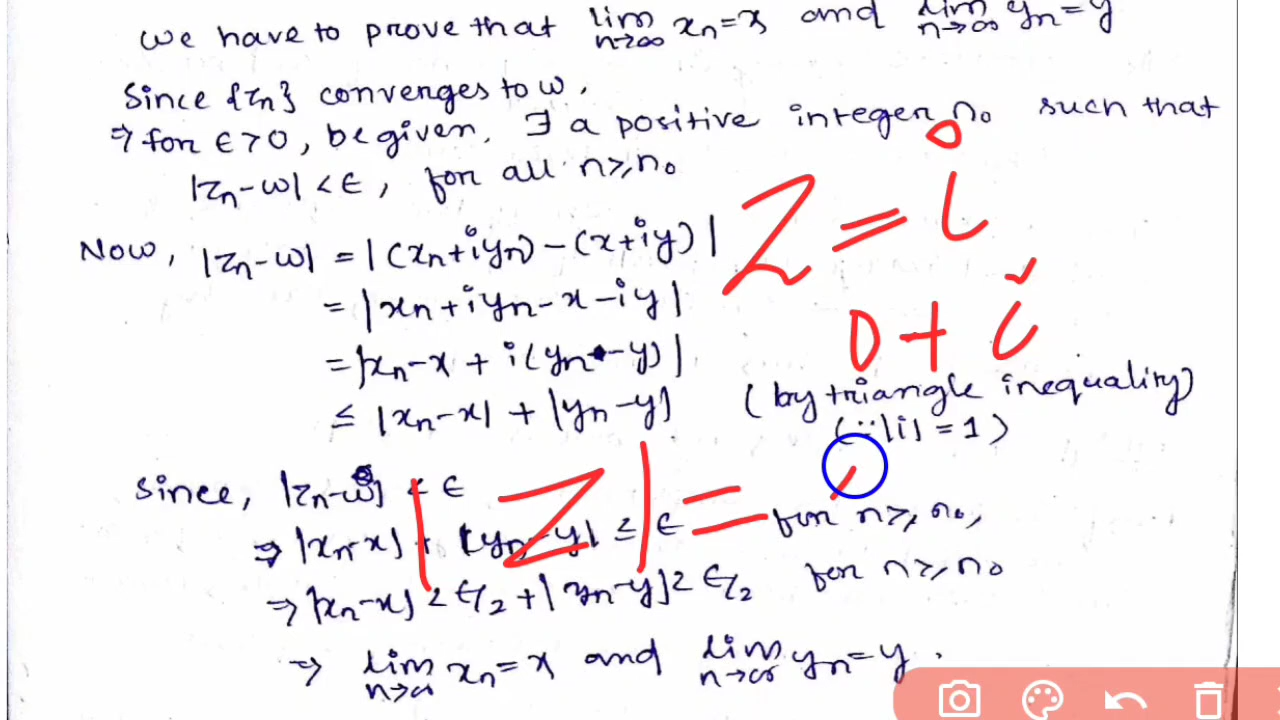 we have to prove that lim n→∞ xn = x and lim n→∞ yn = y
Since {zn} converges to w,
⇒ for ϵ>0, be given, ∃ a positive integer n₀ such that
|zn-w| < ϵ, for all n≥n₀
Now, |zn-w| = |(xn+iyn)-(x+iy)|
= |xn+iyn-x-iy|
= |xn-x + i(yn-y)|
≤ |xn-x| + |yn-y| (by triangle inequality)
(∵|i| = 1)
Since, |zn-w| < ϵ
⇒ |xn-x| + |yn-y| ≤ ϵ for n≥n₀,
⇒ |xn-x| < ϵ/2 + |yn-y| < ϵ/2 for n≥n₀
⇒ lim n→∞ xn = x and lim n→∞ yn = y.
Z = i
0 + i
|Z| =